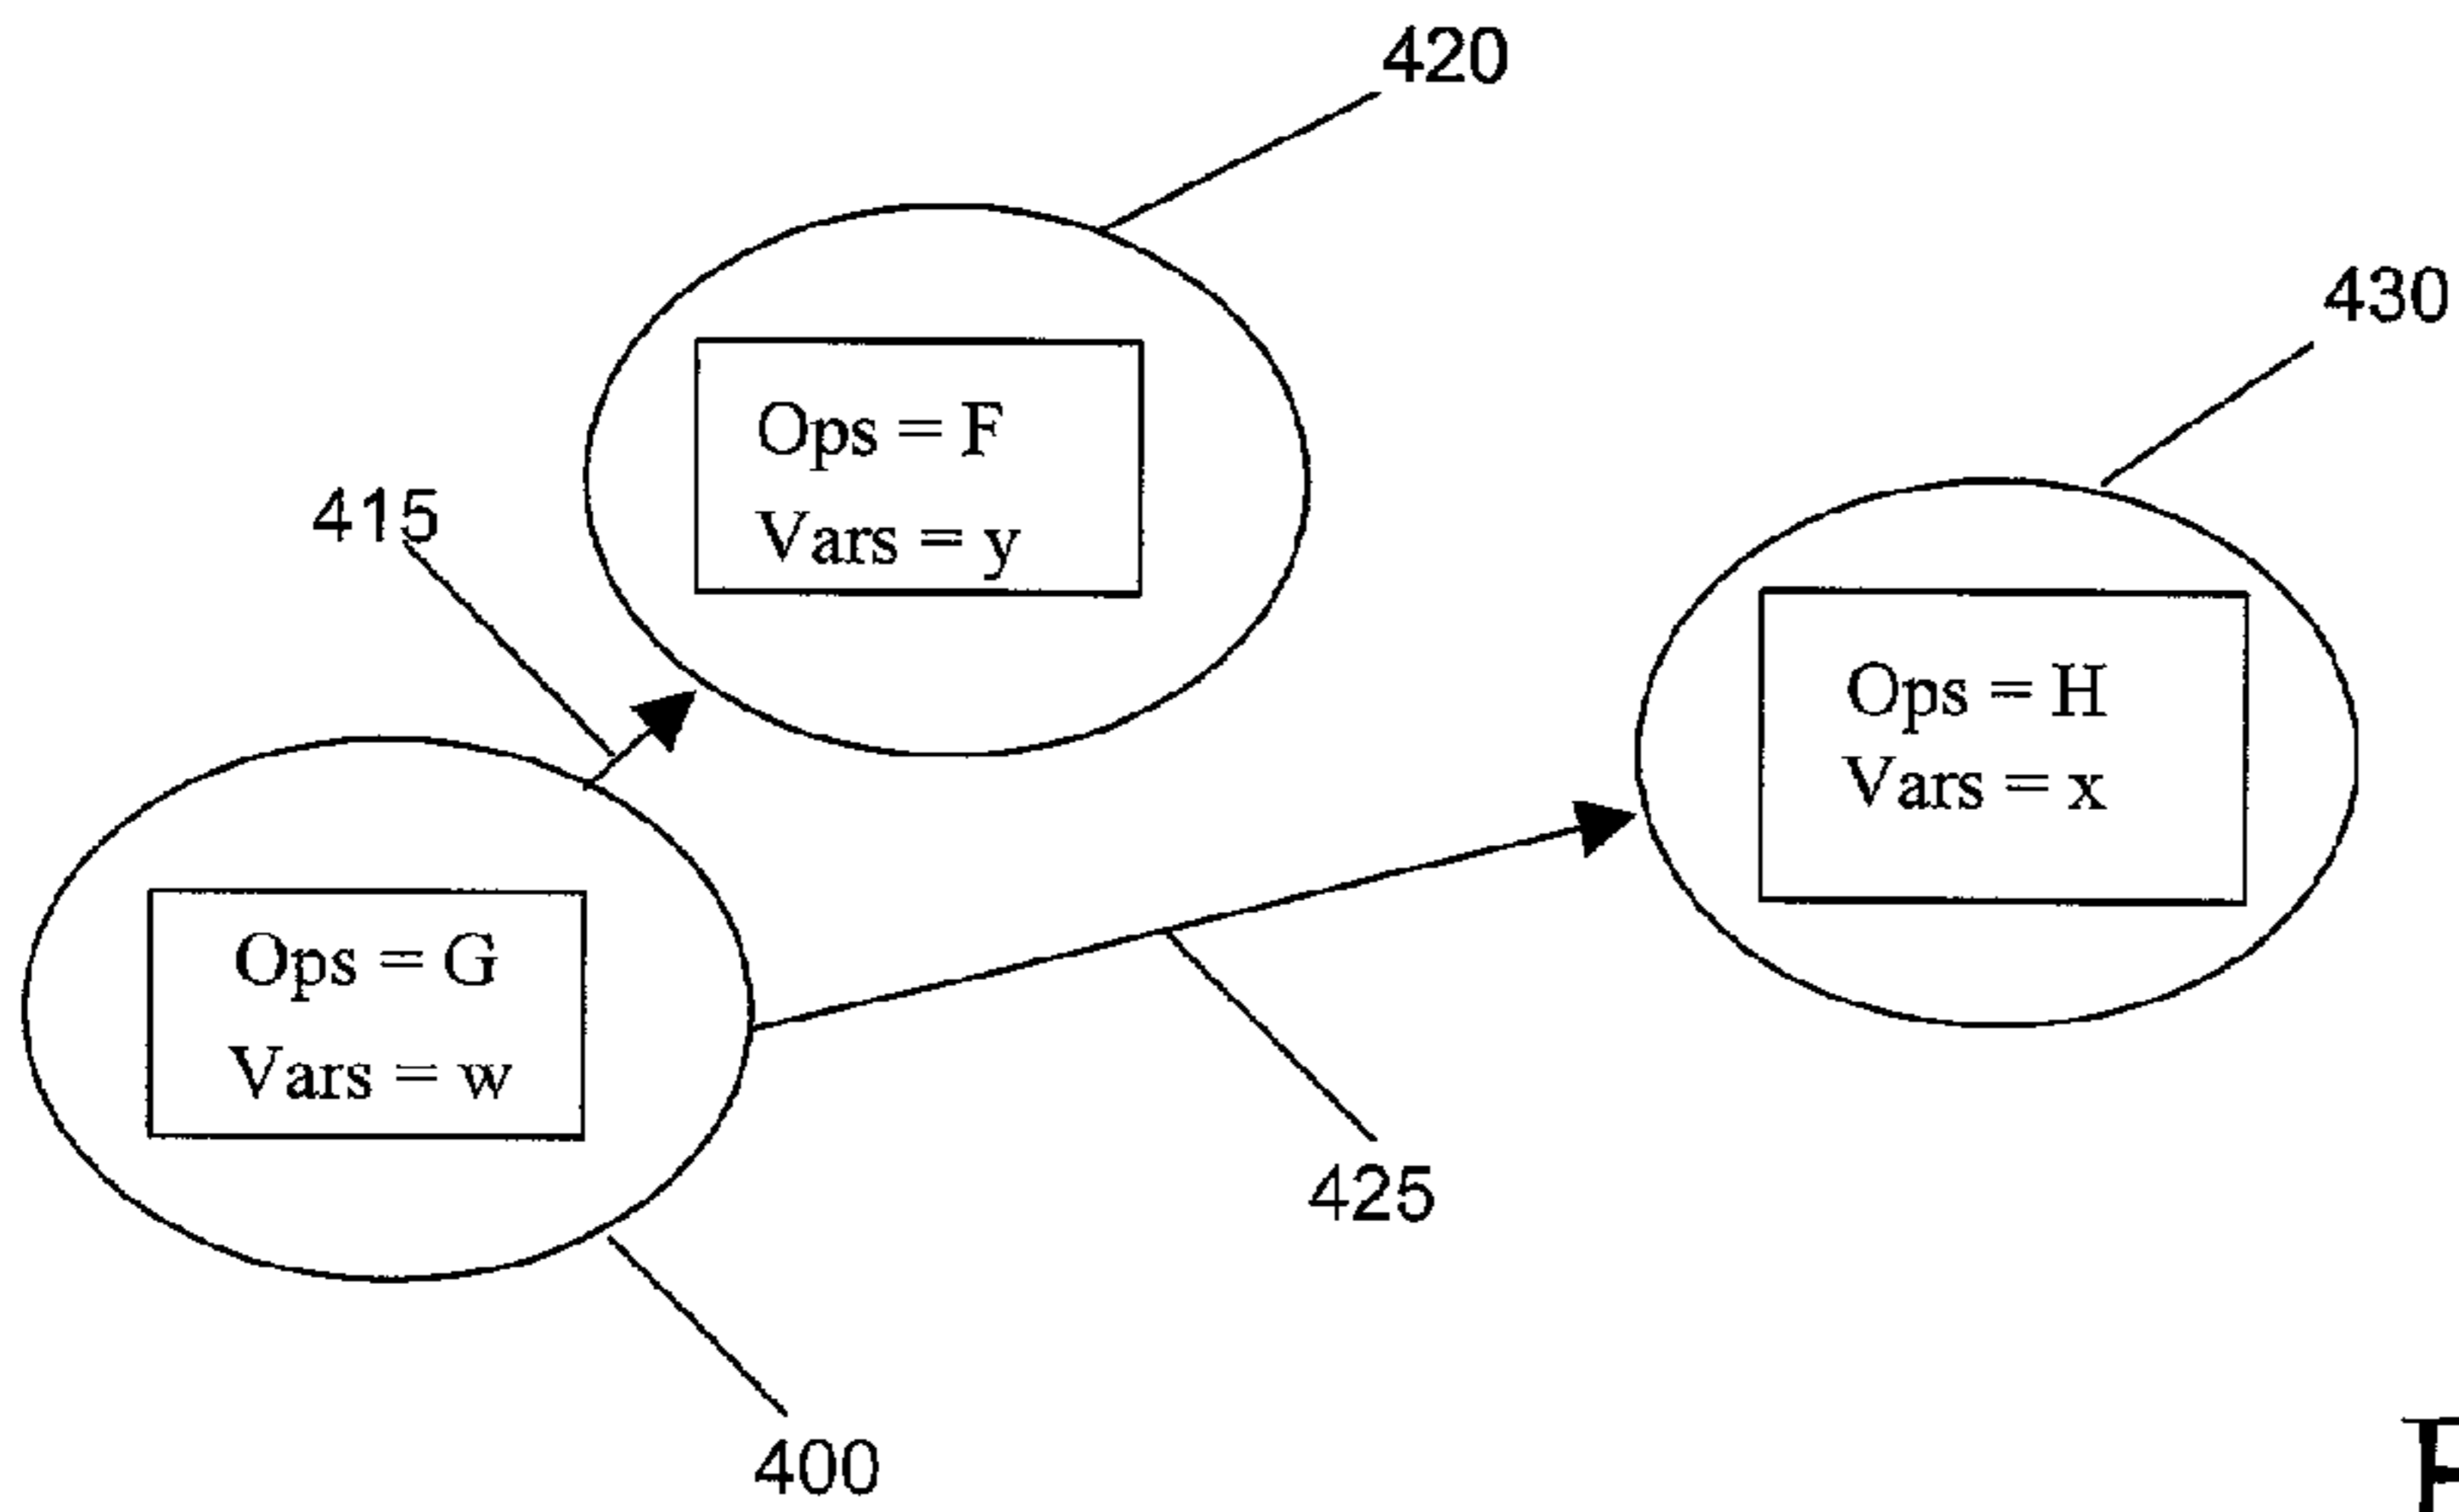 420
430
Ops = F
Vars = y
415
Ops = H
Vars = x
Ops = G
Vars = w
425
400